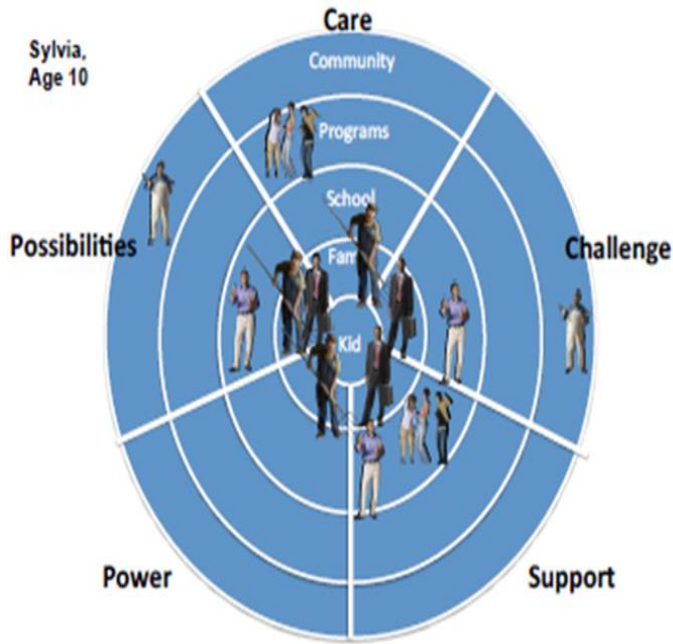 Care
Sylvia,
Age 10
Community
Programs
School
Possibilities
Challenge
Kid
Power
Support